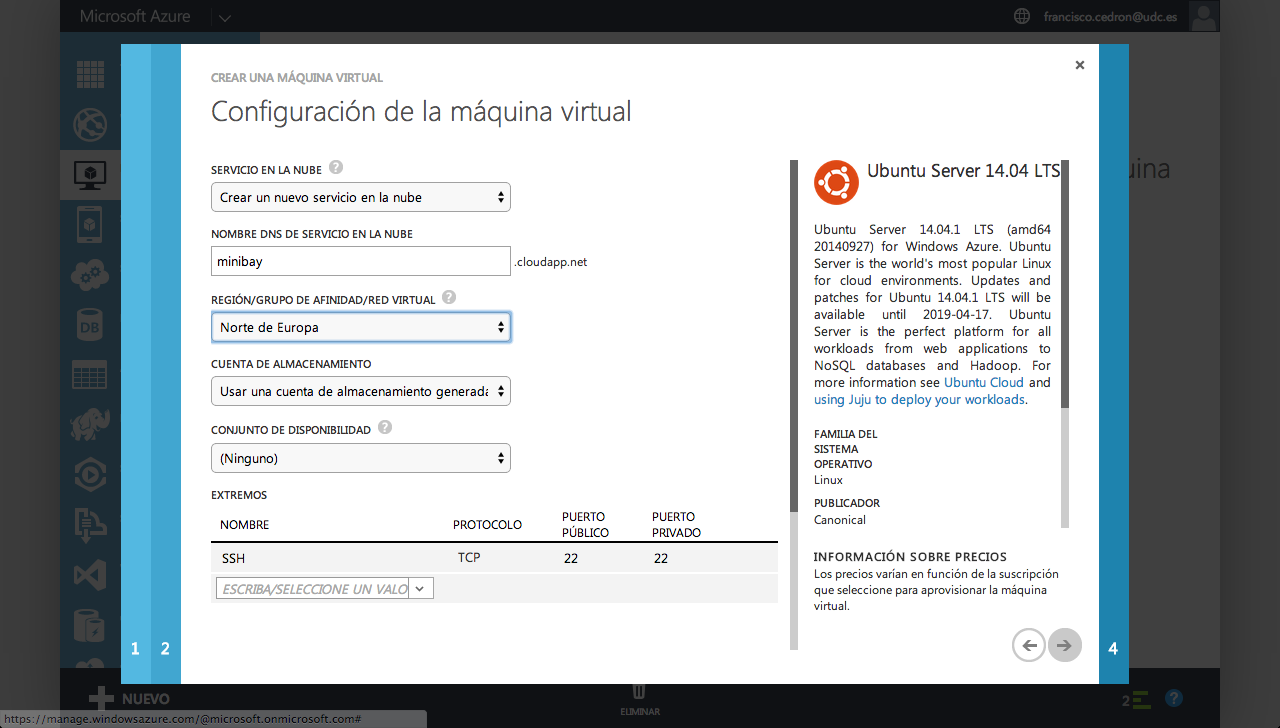 Microsoft Azure
francisco.cedron@udc.es
CREAR UNA MÁQUINA VIRTUAL
Configuración de la máquina virtual
SERVICIO EN LA NUBE ?
Crear un nuevo servicio en la nube
NOMBRE DNS DE SERVICIO EN LA NUBE
minibay .cloudapp.net
REGIÓN/GRUPO DE AFINIDAD/RED VIRTUAL ?
Norte de Europa
CUENTA DE ALMACENAMIENTO
Usar una cuenta de almacenamiento generada
CONJUNTO DE DISPONIBILIDAD ?
(Ninguno)
EXTREMOS
NOMBRE PROTOCOLO PUERTO PÚBLICO PUERTO PRIVADO
SSH TCP 22 22
ESCRIBA/SELECCIONE UN VALO
Ubuntu Server 14.04 LTS
Ubuntu Server 14.04.1 LTS (amd64
20140927) for Windows Azure. Ubuntu
Server is the world's most popular Linux
for cloud environments. Updates and
patches for Ubuntu 14.04.1 LTS will be
available until 2019-04-17. Ubuntu
Server is the perfect platform for all
workloads from web applications to
NoSQL databases and Hadoop. For
more information see Ubuntu Cloud and
using Juju to deploy your workloads.
FAMILIA DEL
SISTEMA
OPERATIVO
Linux
PUBLICADOR
Canonical
INFORMACIÓN SOBRE PRECIOS
Los precios varían en función de la suscripción
que seleccione para aprovisionar la máquina
virtual.
1 2
4
DB
uina
NUEVO
ELIMINAR
2 ?
https://manage.windowsazure.com/@microsoft.onmicrosoft.com#